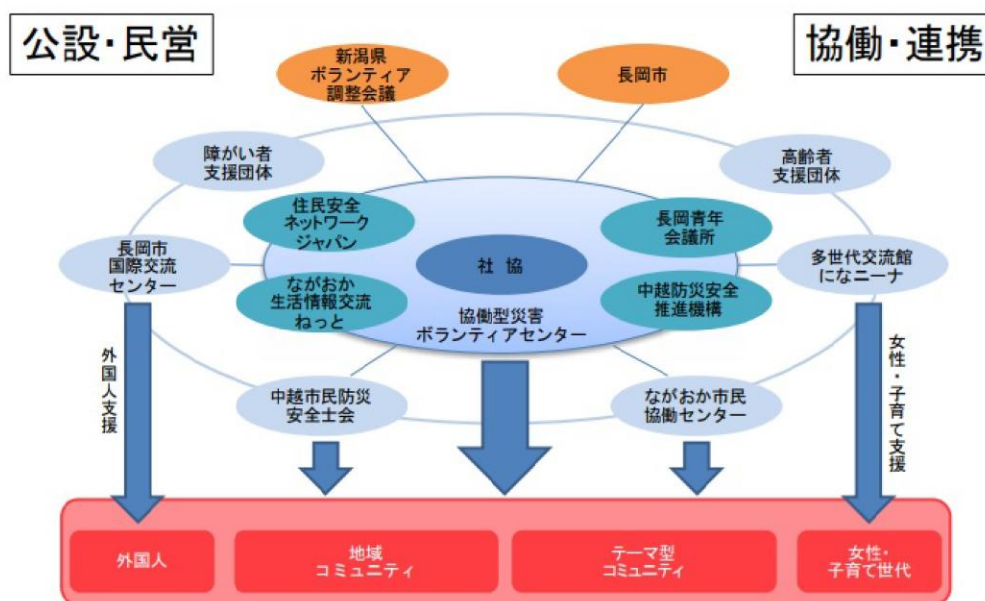 公設・民営
協働・連携
新潟県
ボランティア
調整会議
長岡市
障がい者
支援団体
高齢者
支援団体
住民安全
ネットワーク
ジャパン
長岡青年
会議所
長岡市
国際交流
センター
社協
多世代交流館
になニーナ
ながおか
生活情報交流
ねっと
中越防災安全
推進機構
協働型災害
ボランティアセンター
外国人支援
女性・子育て支援
中越市民防災
安全士会
ながおか市民
協働センター
外国人
地域
コミュニティ
テーマ型
コミュニティ
女性・
子育て世代